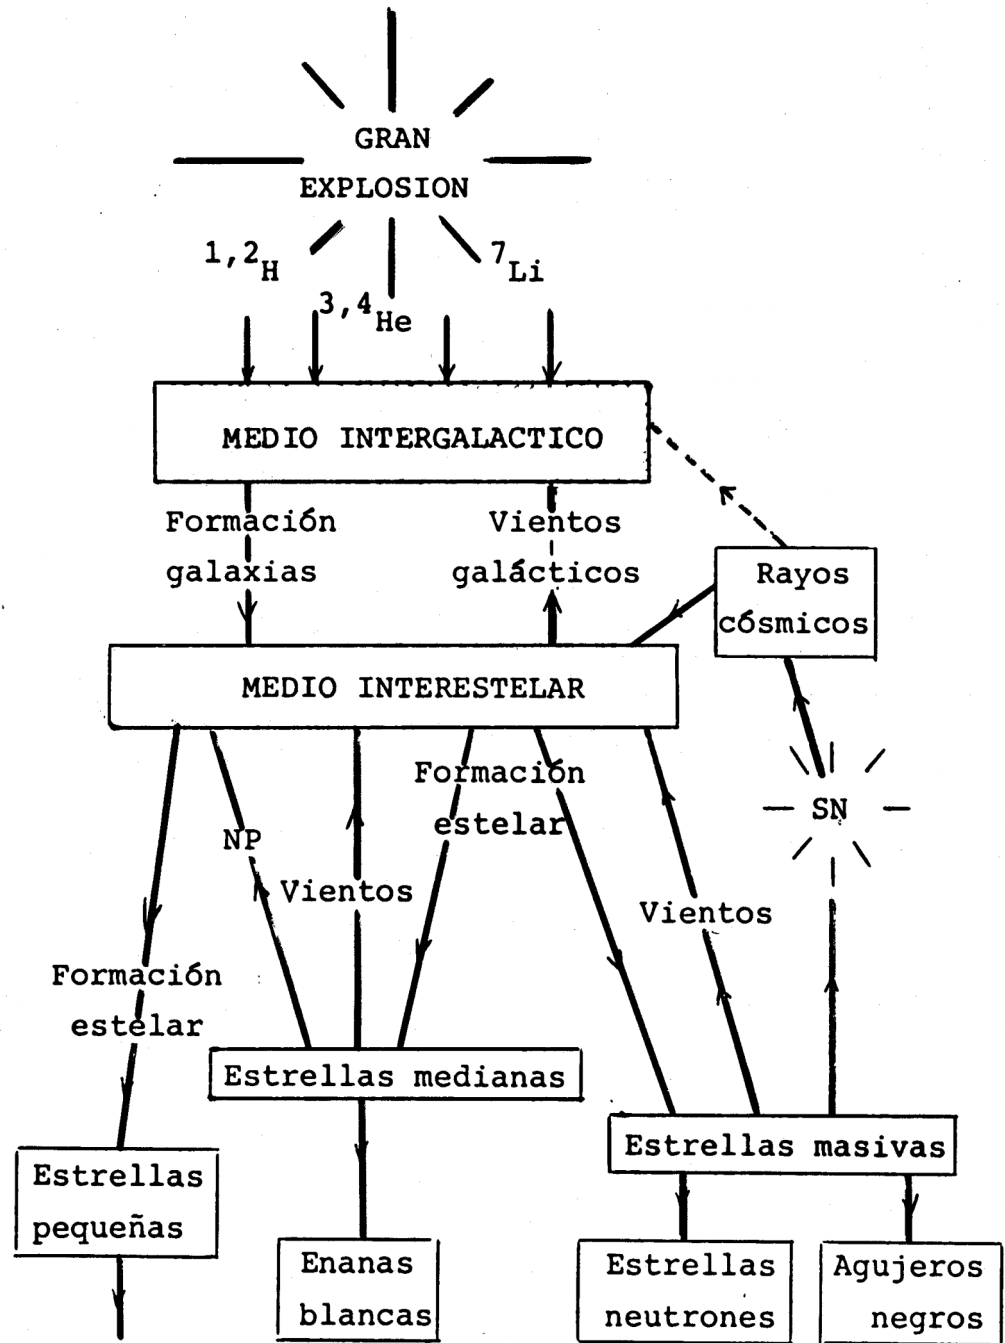 GRAN
EXPLOSION
1,2H
3,4He
7Li
MEDIO INTERGALACTICO
Formación
galaxias
Vientos
galácticos
Rayos
cósmicos
MEDIO INTERESTELAR
Formación
estelar
SN
NP
Vientos
Vientos
Formación
estelar
Estrellas medianas
Estrellas masivas
Estrellas
pequeñas
Enanas
blancas
Estrellas
neutrones
Agujeros
negros